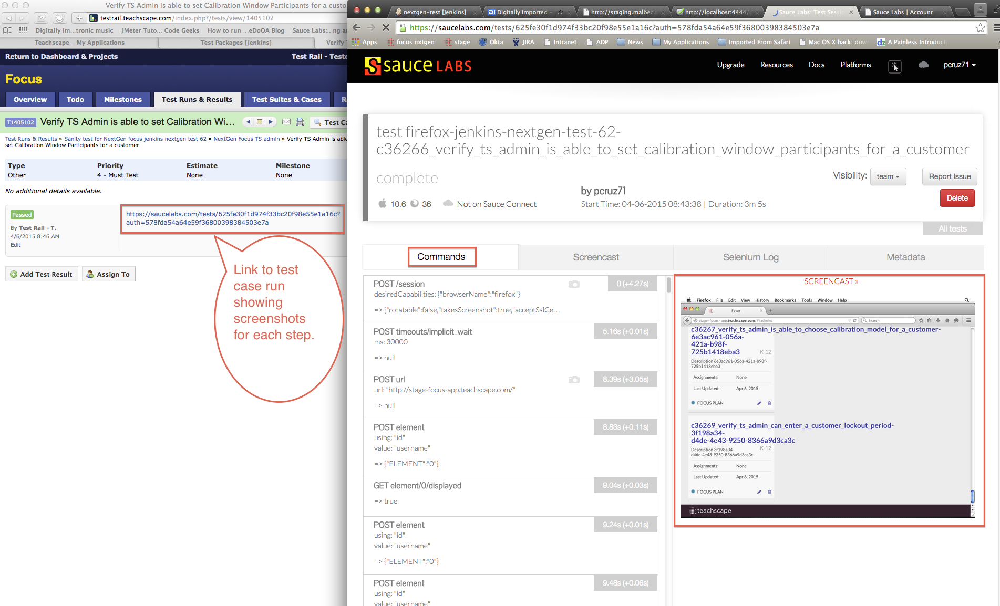 Verify TS Admin is able to set Calibration Window Participants for a custo
testrail.teachscape.com/index.php?/tests/view/1405102
Digitally Im...tronic music JMeter Tuto... Code Geeks How to run ...eDoQA Blog Sauce Labs:...ng a
Teachscape – My Applications Test Packages [Jenkins] Verify
Return to Dashboard & Projects Test Rail - Teste
Focus
Overview Todo Milestones Test Runs & Results Test Suites & Cases R
T1405102 Verify TS Admin is able to set Calibration Wi... Test Ca
Test Runs & Results » Sanity test for NextGen focus jenkins nextgen test 62 » NextGen Focus TS admin » Verify TS Admin is able
set Calibration Window Participants for a customer
Type Priority Estimate Milestone
Other 4 - Must Test None None
No additional details available.
Passed
By Test Rail - T.
4/6/2015 8:46 AM
Edit
https://saucelabs.com/tests/625fe30f1d974f33bc20f98e55e1a16c?
auth=578fda54a64e59f36800398384503e7a
Add Test Result Assign To
Link to test
case run
showing
screenshots
for each step.
nextgen-test [Jenkins] Digitally Imported – http://staging.malbec. http://localhost:4444/ Sauce Labs: Test Sess Sauce Labs | Account
https://saucelabs.com/tests/625fe30f1d974f33bc20f98e55e1a16c?auth=578fda54a64e59f36800398384503e7a
Apps focus nxtgen stage Okta JIRA Intranet ADP News My Applications Imported From Safari Mac OS X hack: dow A Painless Introduct
SAUCE LABS
Upgrade Resources Docs Platforms pcruz71
test firefox-jenkins-nextgen-test-62-
c36266_verify_ts_admin_is_able_to_set_calibration_window_participants_for_a_customer
complete
Visibility: team Report Issue
by pcruz71
Delete
10.6 36 Not on Sauce Connect Start Time: 04-06-2015 08:43:38 | Duration: 3m 5s
All tests
Commands Screencast Selenium Log Metadata
POST /session 0 (+4.27s)
desiredCapabilities: {"browserName":"firefox"}
=> {"rotatable":false,"takesScreenshot":true,"acceptSslCe...
POST timeouts/implicit_wait 5.16s (+0.01s)
ms: 30000
=> null
POST url 8.39s (+3.05s)
url: "http://stage-focus-app.teachscape.com/"
=> null
POST element 8.83s (+0.11s)
using: "id"
value: "username"
=> {"ELEMENT":"0"}
GET element/0/displayed 9.04s (+0.03s)
=> true
POST element 9.24s (+0.01s)
using: "id"
value: "username"
=> {"ELEMENT":"0"}
POST element 9.48s (+0.06s)
using: "id"
value: "username"
SCREENCAST »
Firefox File Edit View History Bookmarks Tools Window Help
Focus
stage-focus-app.teachscape.com/#/admin/ Search
c36267_verify_ts_admin_is_able_to_choose_calibration_model_for_a_customer-
6e3ac961-056a-
421a-b98f-
725b1418eba3 K-12
Description 6e3ac961-056a-421a-b98f-
725b1418eba3
Assignments: None
Last Updated: Apr 6, 2015
FOCUS PLAN
c36269_verify_ts_admin_can_enter_a_customer_lockout_period-
3f198a34-
d4de-4e43-9250-8366a9d3ca3c
K-12
Description 3f198a34-
d4de-4e43-9250-8366a9d3ca3c
Assignments: None
Last Updated: Apr 6, 2015
FOCUS PLAN
teachscape